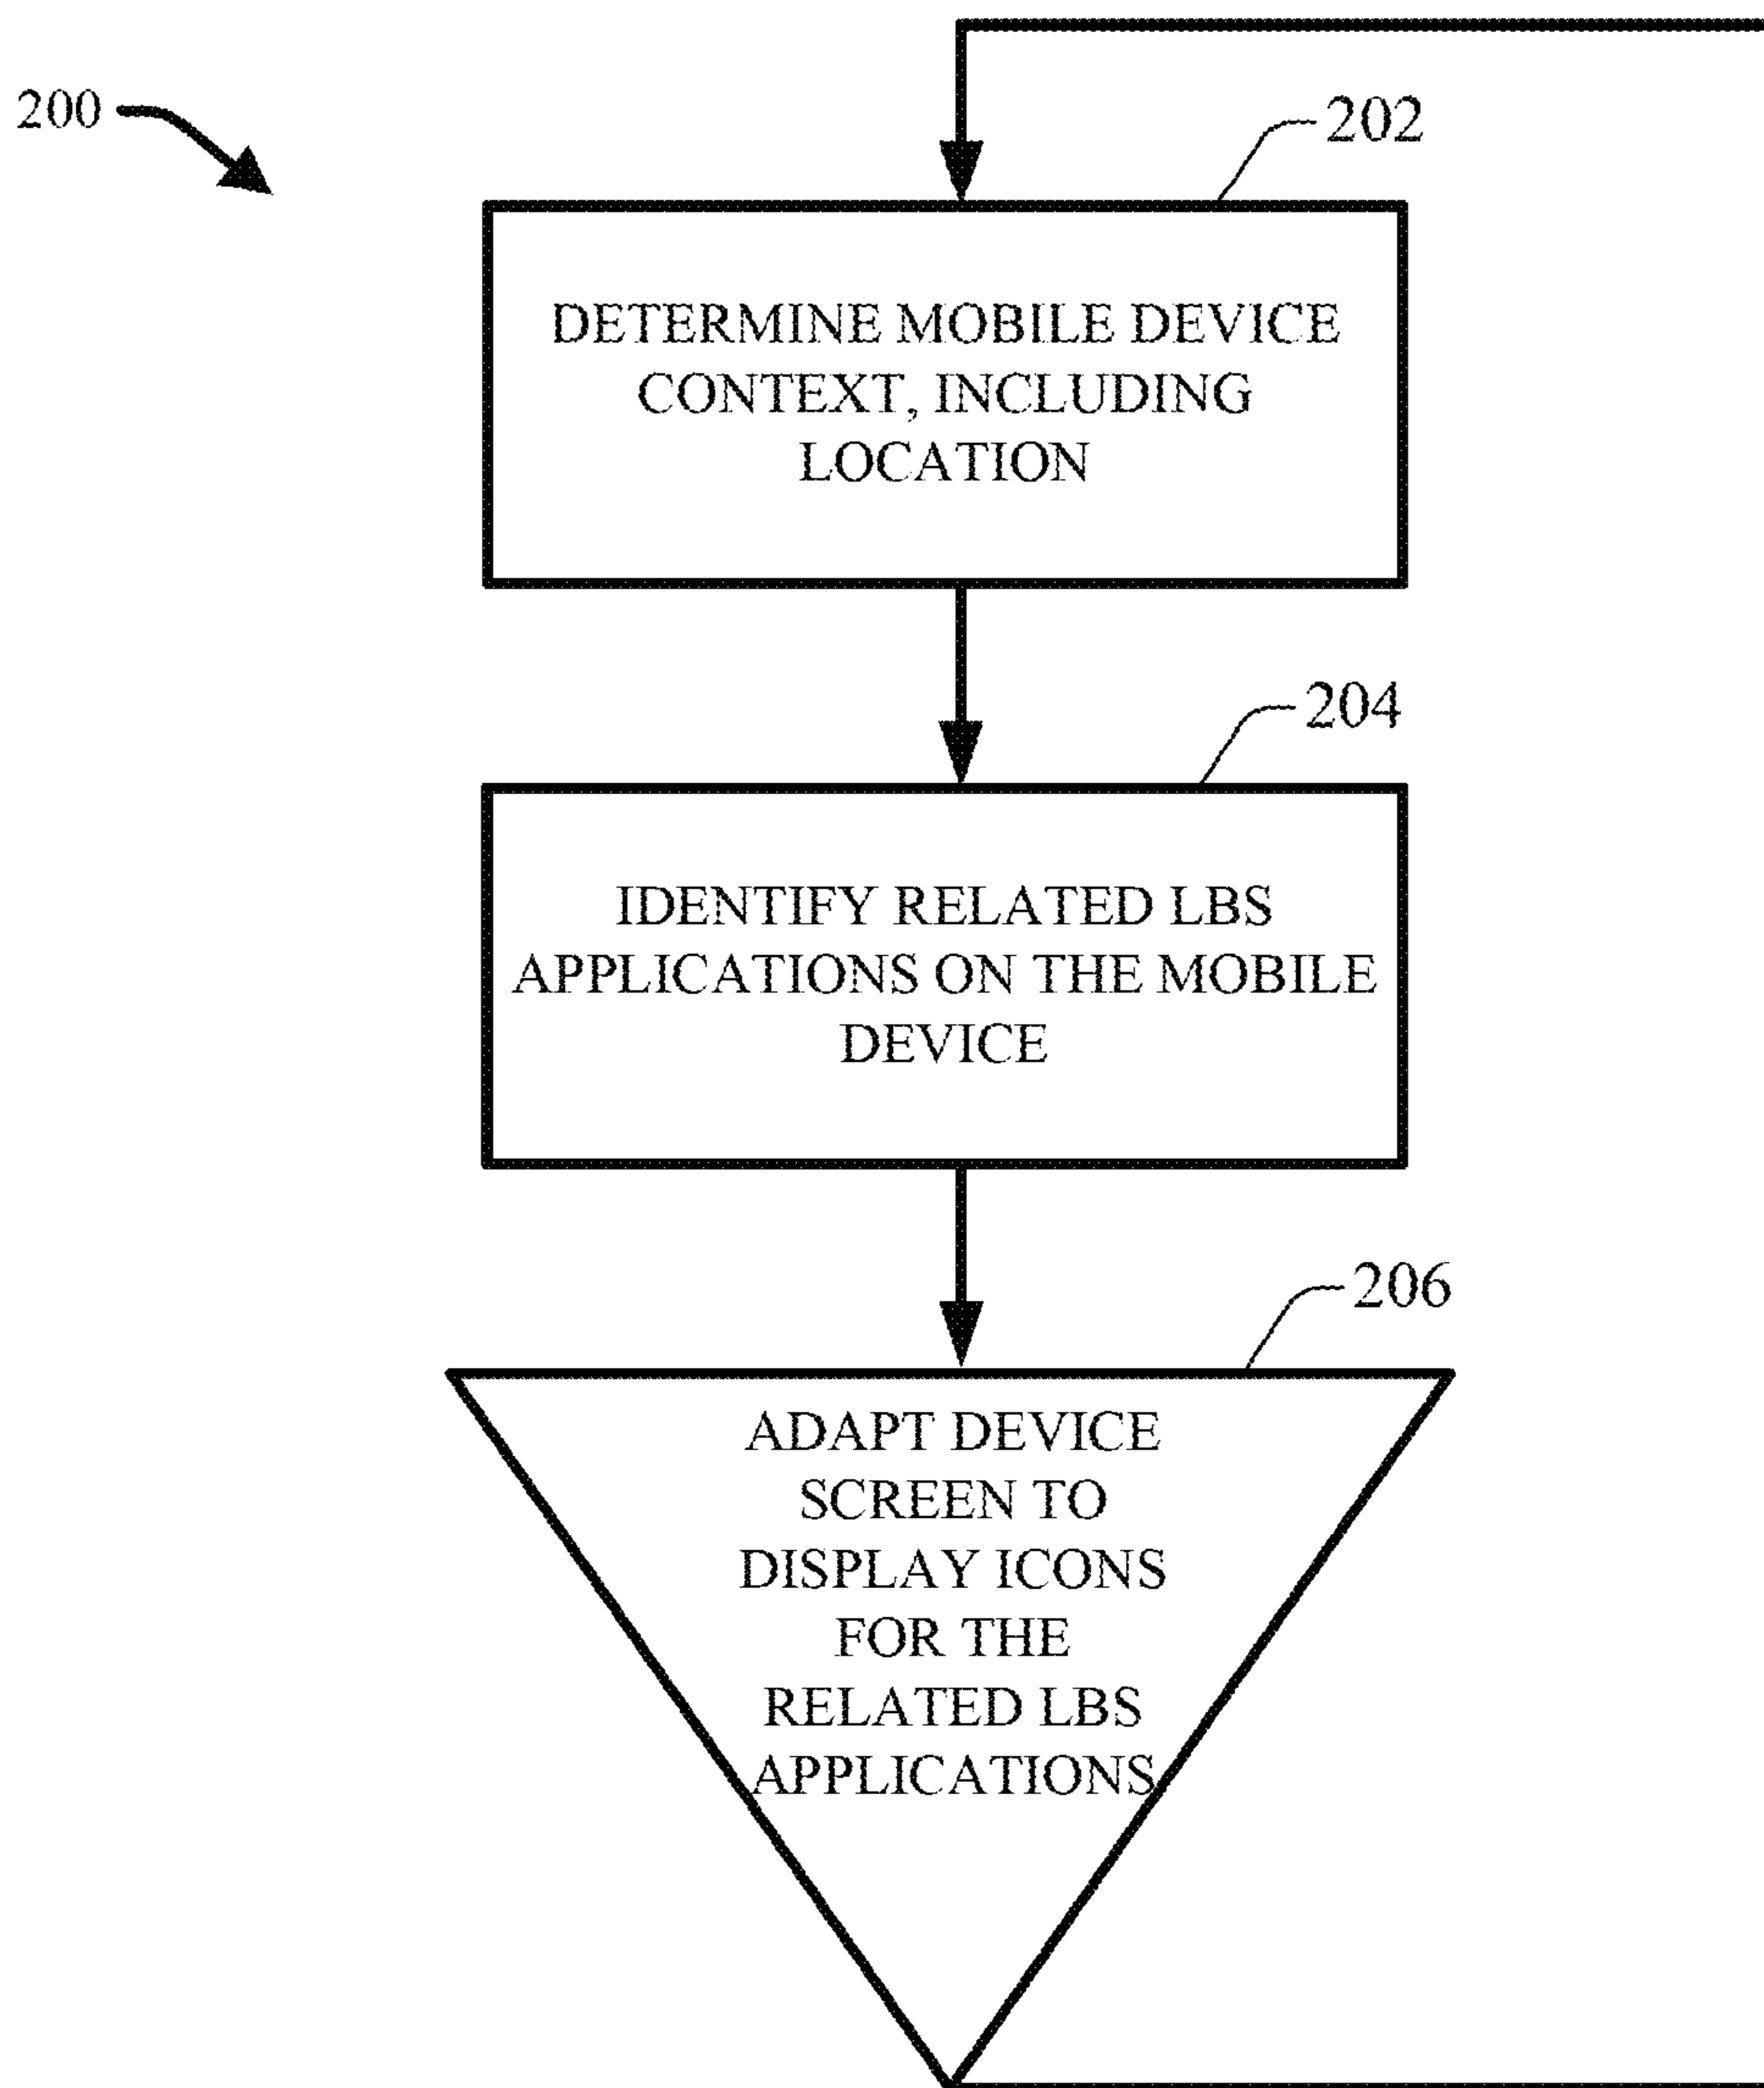 200
202
DETERMINE MOBILE DEVICE
CONTEXT, INCLUDING
LOCATION
204
IDENTIFY RELATED LBS
APPLICATIONS ON THE MOBILE
DEVICE
206
ADAPT DEVICE
SCREEN TO
DISPLAY ICONS
FOR THE
RELATED LBS
APPLICATIONS